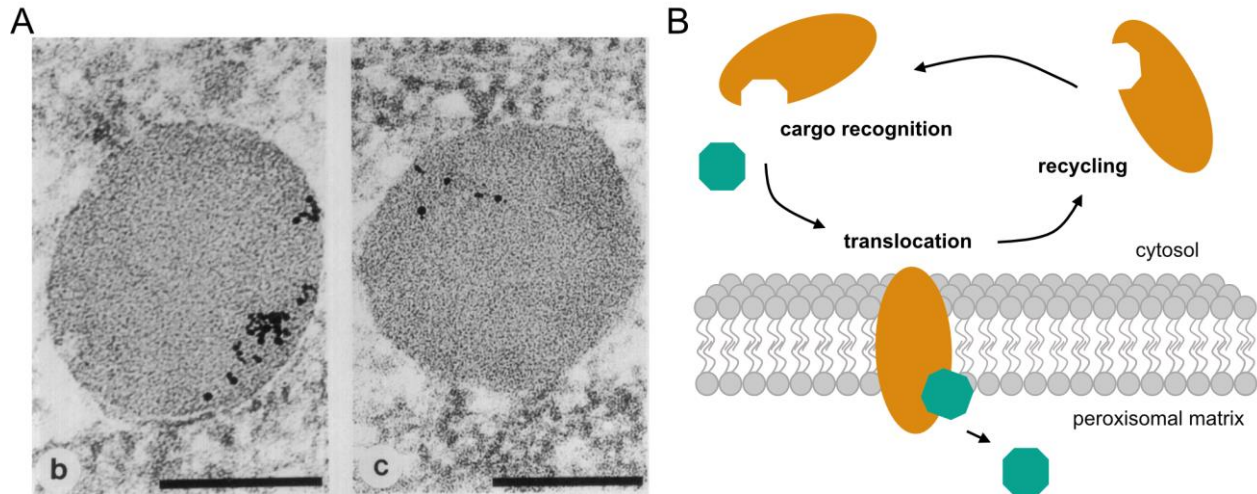 A
b
c
B
cargo recognition
recycling
translocation
cytosol
peroxisomal matrix